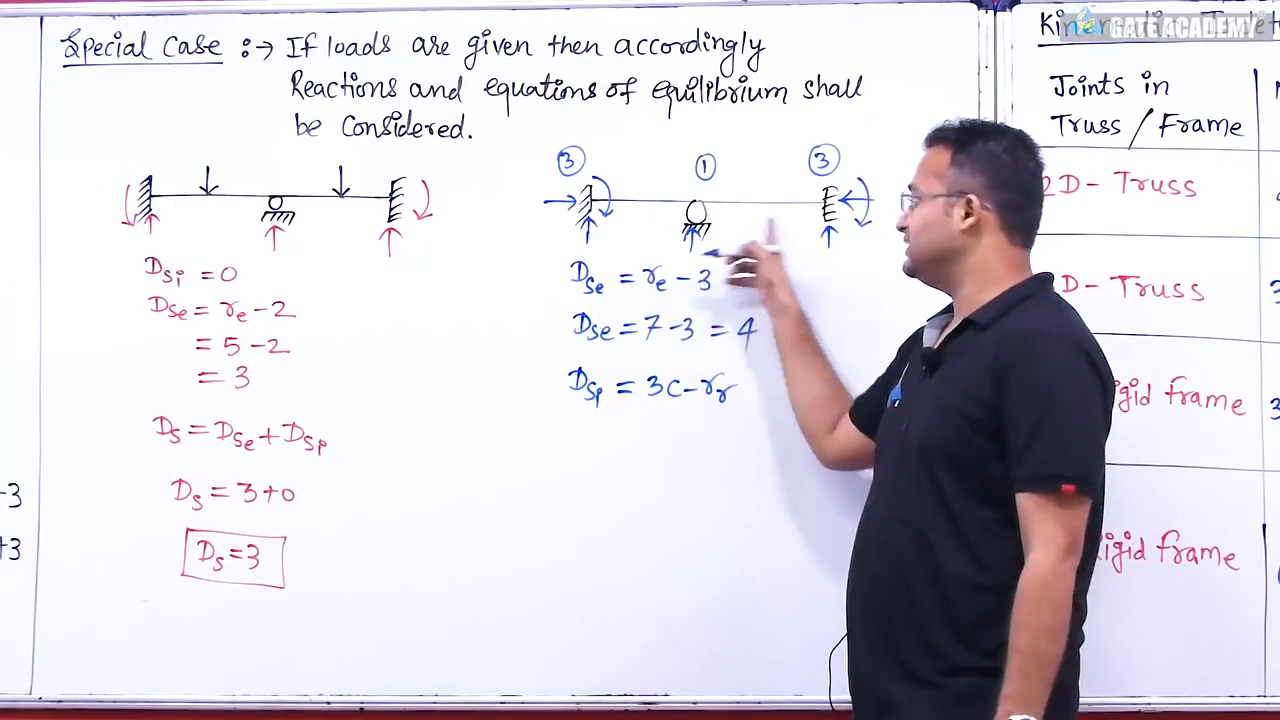 Special Case :→ If loads are given then accordingly
Reactions and equations of equilibrium shall
be considered.
3
1
3
Dsi = 0
Dse = re - 2
= 5 - 2
= 3
Ds = Dse + Dsp
Ds = 3 + 0
Ds = 3
Dse = re - 3
Dse = 7 - 3 = 4
Dsp = 3c - rr
GATE ACADEMY
Joints in
Truss / Frame
2D - Truss
D - Truss
gid frame
igid frame
-3
+3
3
3